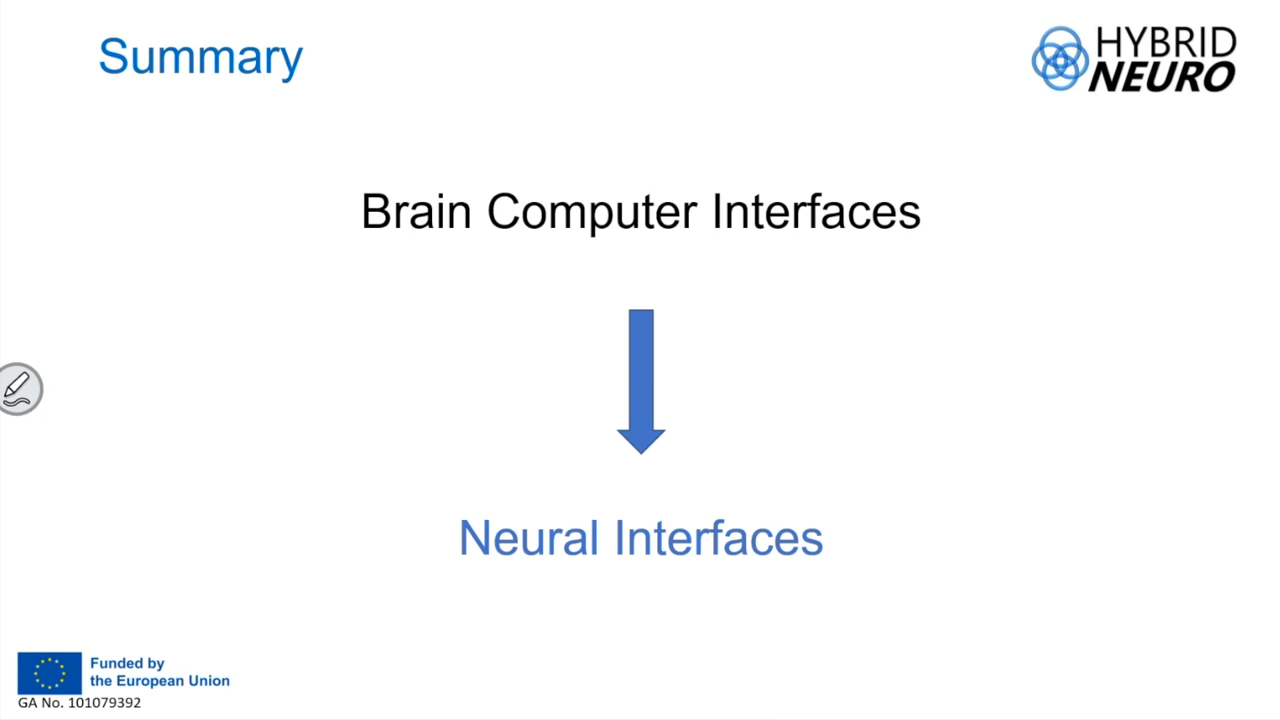 Summary
HYBRID
NEURO
Brain Computer Interfaces
Neural Interfaces
Funded by
the European Union
GA No. 101079392